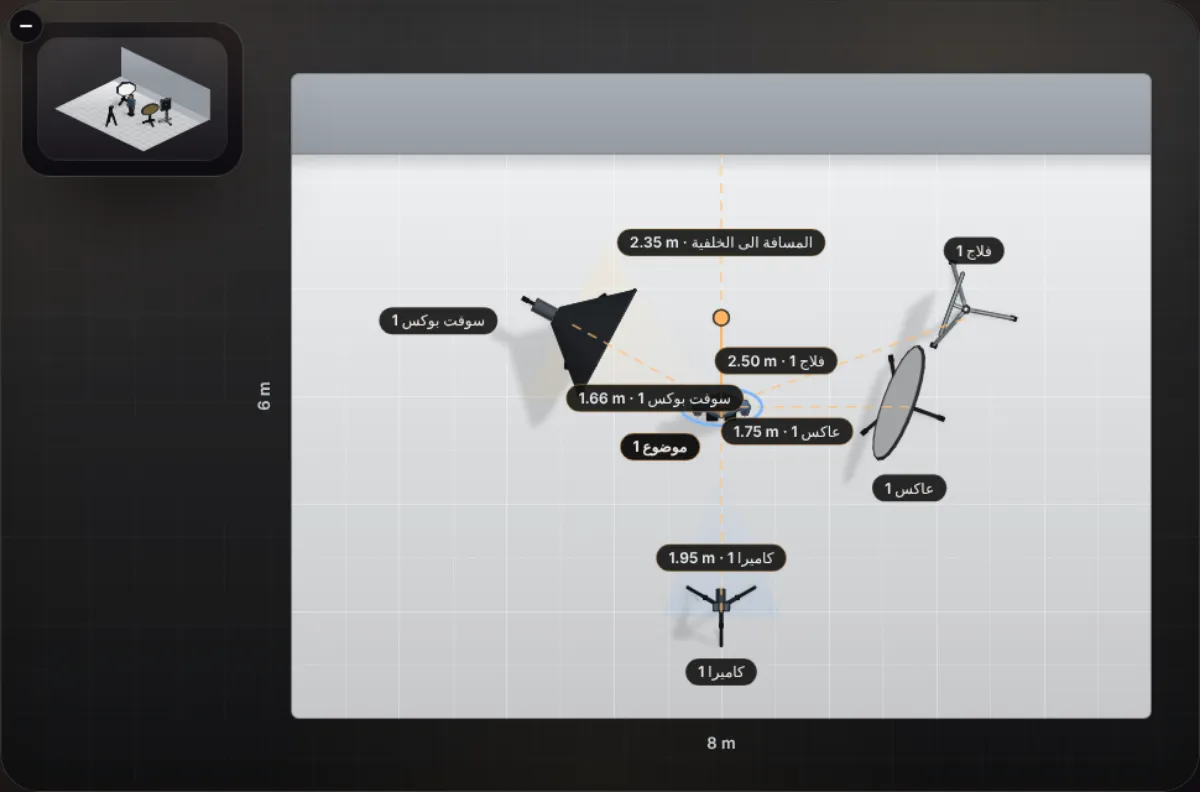 المسافة الى الخلفية · 2.35 m
فلاج 1
سوفت بوكس 1
فلاج 1 · 2.50 m
سوفت بوكس 1 · 1.66 m
6 m
عاكس 1 · 1.75 m
موضوع 1
عاكس 1
كاميرا 1 · 1.95 m
كاميرا 1
8 m